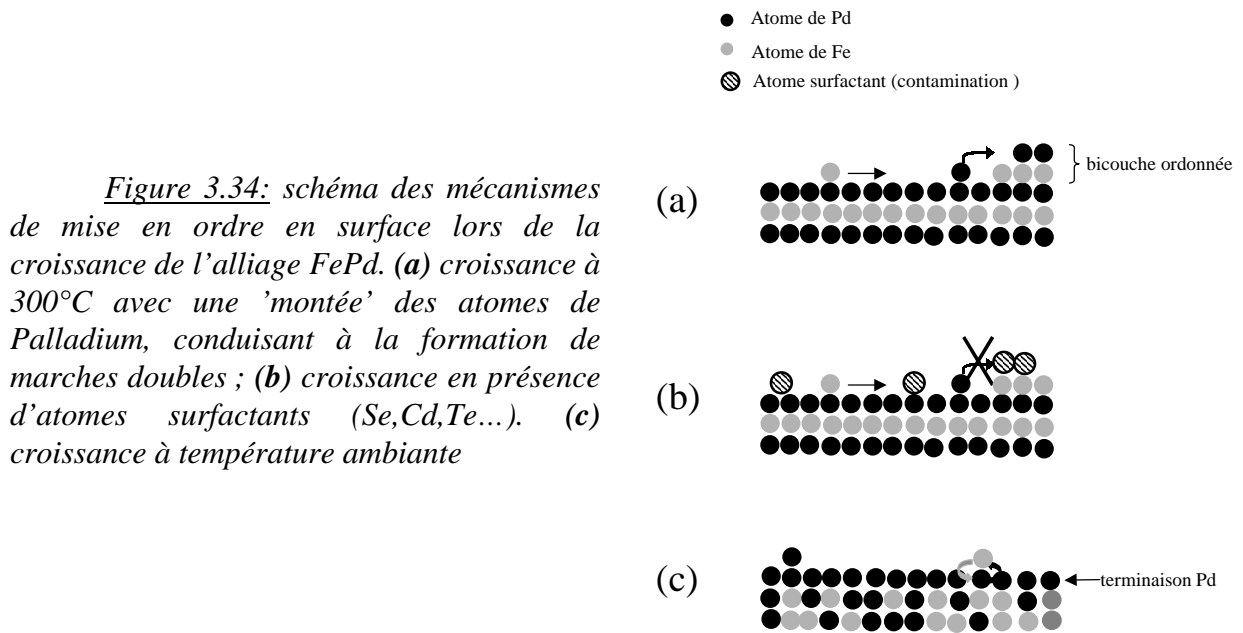 Atome de Pd
Atome de Fe
Atome surfactant (contamination )
Figure 3.34: schéma des mécanismes
de mise en ordre en surface lors de la
croissance de l’alliage FePd. (a) croissance à
300°C avec une ’montée’ des atomes de
Palladium, conduisant à la formation de
marches doubles ; (b) croissance en présence
d’atomes surfactants (Se,Cd,Te…). (c)
croissance à température ambiante
(a)
bicouche ordonnée
(b)
(c)
terminaison Pd